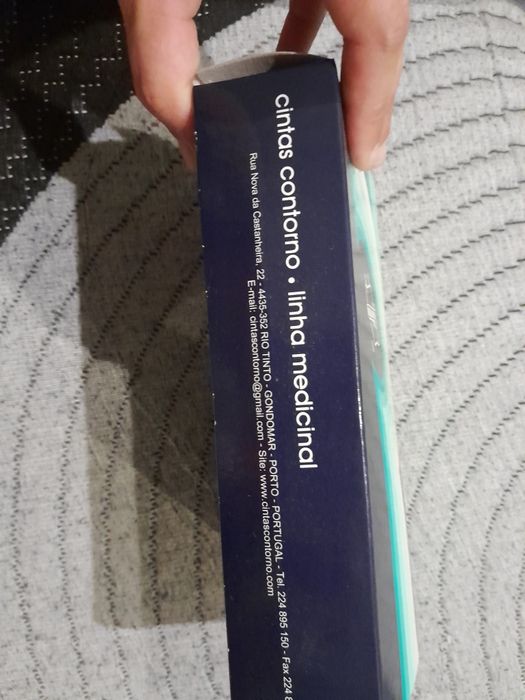 cintas contorno • linha medicinal
Rua Nova da Castanheira, 22 - 4435-352 RIO TINTO - GONDOMAR - PORTO - PORTUGAL - Tel. 224 895 150 - Fax 224 8
E-mail: cintascontorno@gmail.com - Site: www.cintascontorno.com